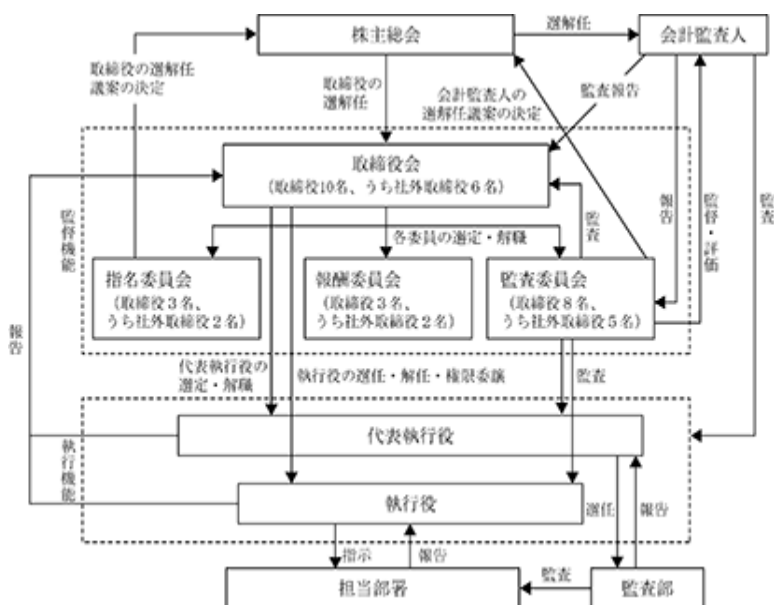 株主総会
選解任
会計監査人
取締役の選解任
議案の決定
取締役の
選解任
会計監査人の
選解任議案の決定
監査報告
取締役会
(取締役10名、うち社外取締役6名)
監督機能
監査
報告
監督・評価
監査
各委員の選定・解職
指名委員会
(取締役3名、
うち社外取締役2名)
報酬委員会
(取締役3名、
うち社外取締役2名)
監査委員会
(取締役8名、
うち社外取締役5名)
報告
代表執行役の
選定・解職
執行役の選任・解任・権限委譲
監査
代表執行役
執行機能
執行役
選任
報告
指示
報告
担当部署
監査
監査部